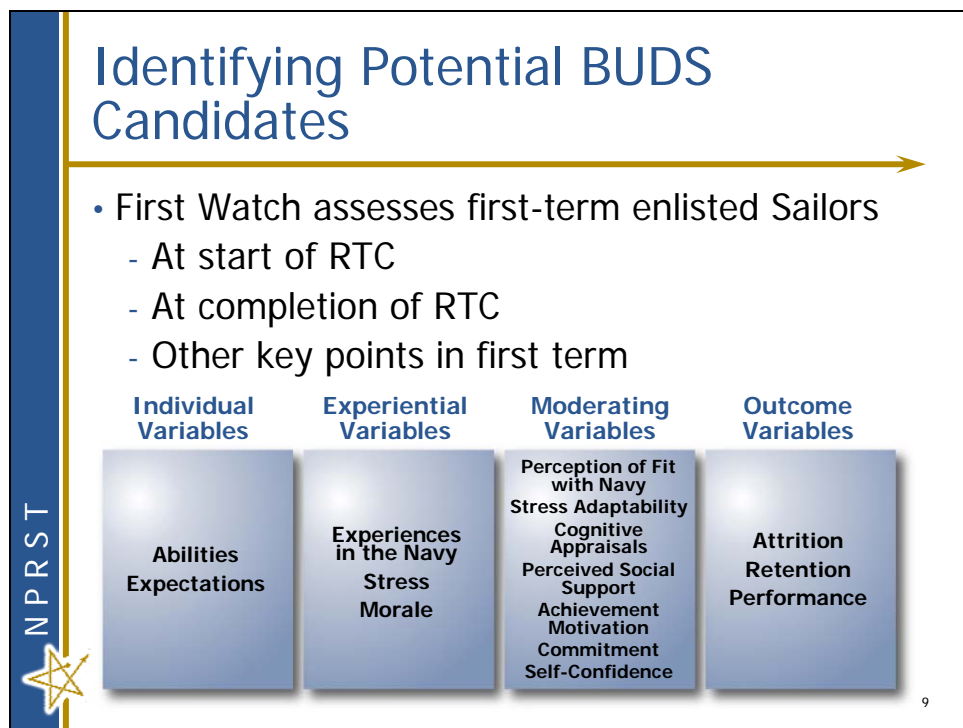 Identifying Potential BUDS
Candidates
• First Watch assesses first-term enlisted Sailors
- At start of RTC
- At completion of RTC
- Other key points in first term
Individual
Variables
Abilities
Expectations
Experiential
Variables
Experiences
in the Navy
Stress
Morale
Moderating
Variables
Perception of Fit
with Navy
Stress Adaptability
Cognitive
Appraisals
Perceived Social
Support
Achievement
Motivation
Commitment
Self-Confidence
Outcome
Variables
Attrition
Retention
Performance
NPRST
9